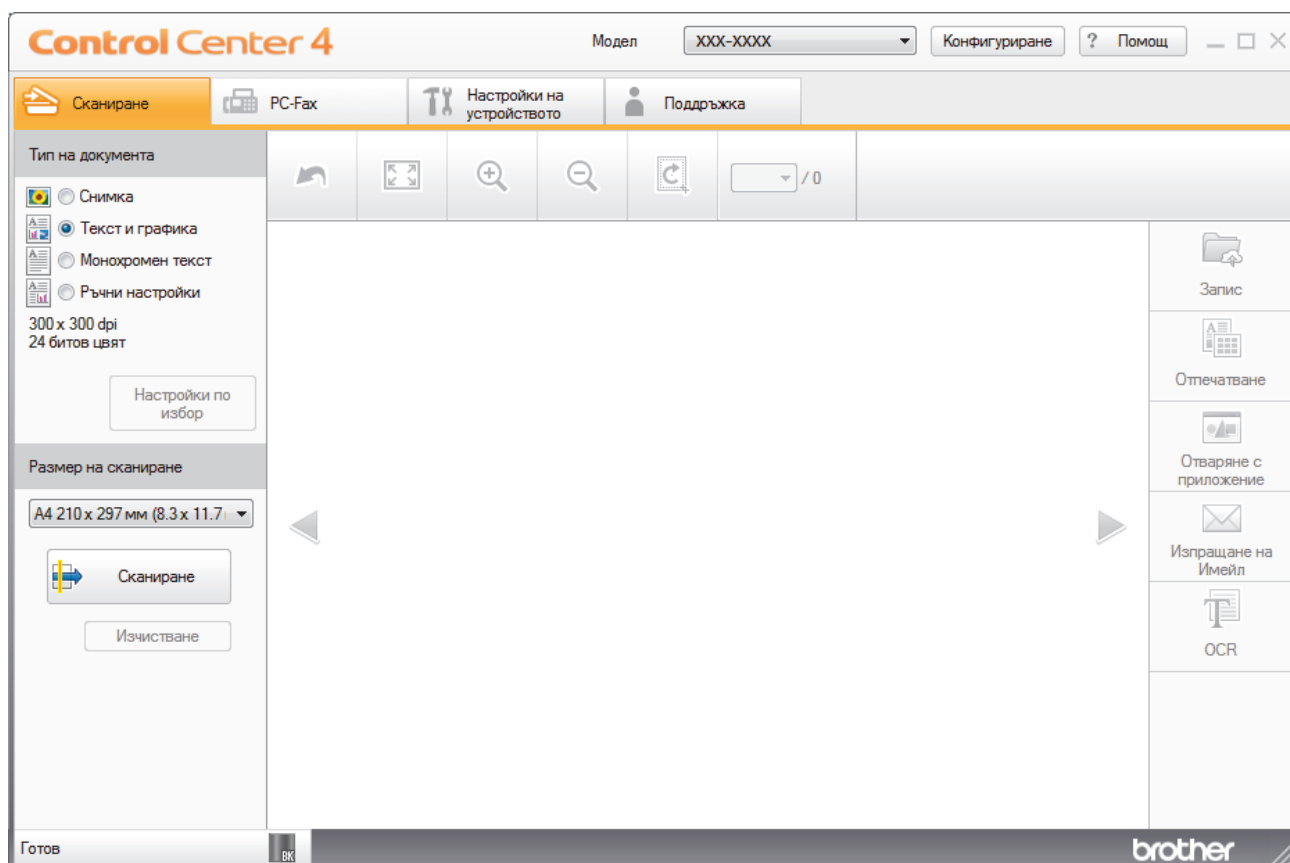 Control Center 4
Модел
XXX-XXXX
Конфигуриране
? Помощ
Сканиране
PC-Fax
Настройки на
устройството
Поддръжка
Тип на документа
Снимка
Текст и графика
Монохромен текст
Ръчни настройки
300 x 300 dpi
24 битов цвят
Настройки по
избор
Размер на сканиране
A4 210 x 297 мм (8.3 x 11.7
Сканиране
Изчистване
/ 0
Запис
Отпечатване
Отваряне с
приложение
Изпращане на
Имейл
OCR
Готов
BK
brother